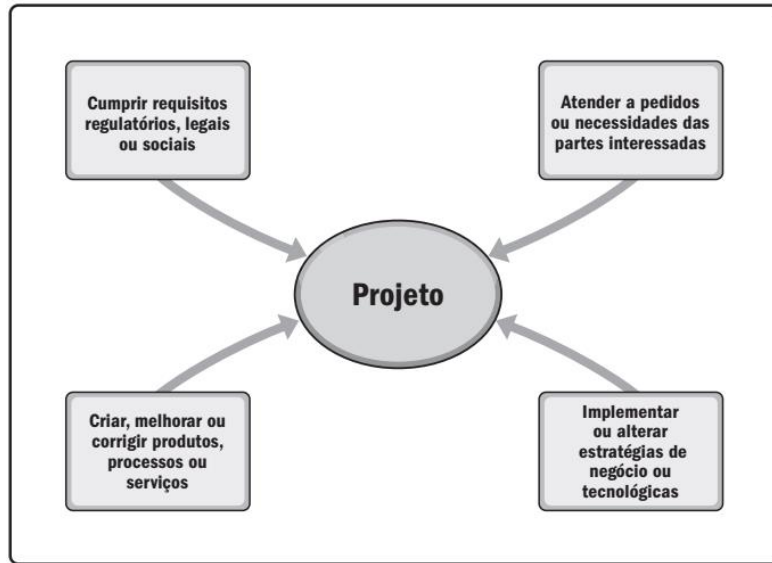 Cumprir requisitos
regulatórios, legais
ou sociais
Atender a pedidos
ou necessidades das
partes interessadas
Projeto
Criar, melhorar ou
corrigir produtos,
processos ou
serviços
Implementar
ou alterar
estratégias de
negócio ou
tecnológicas